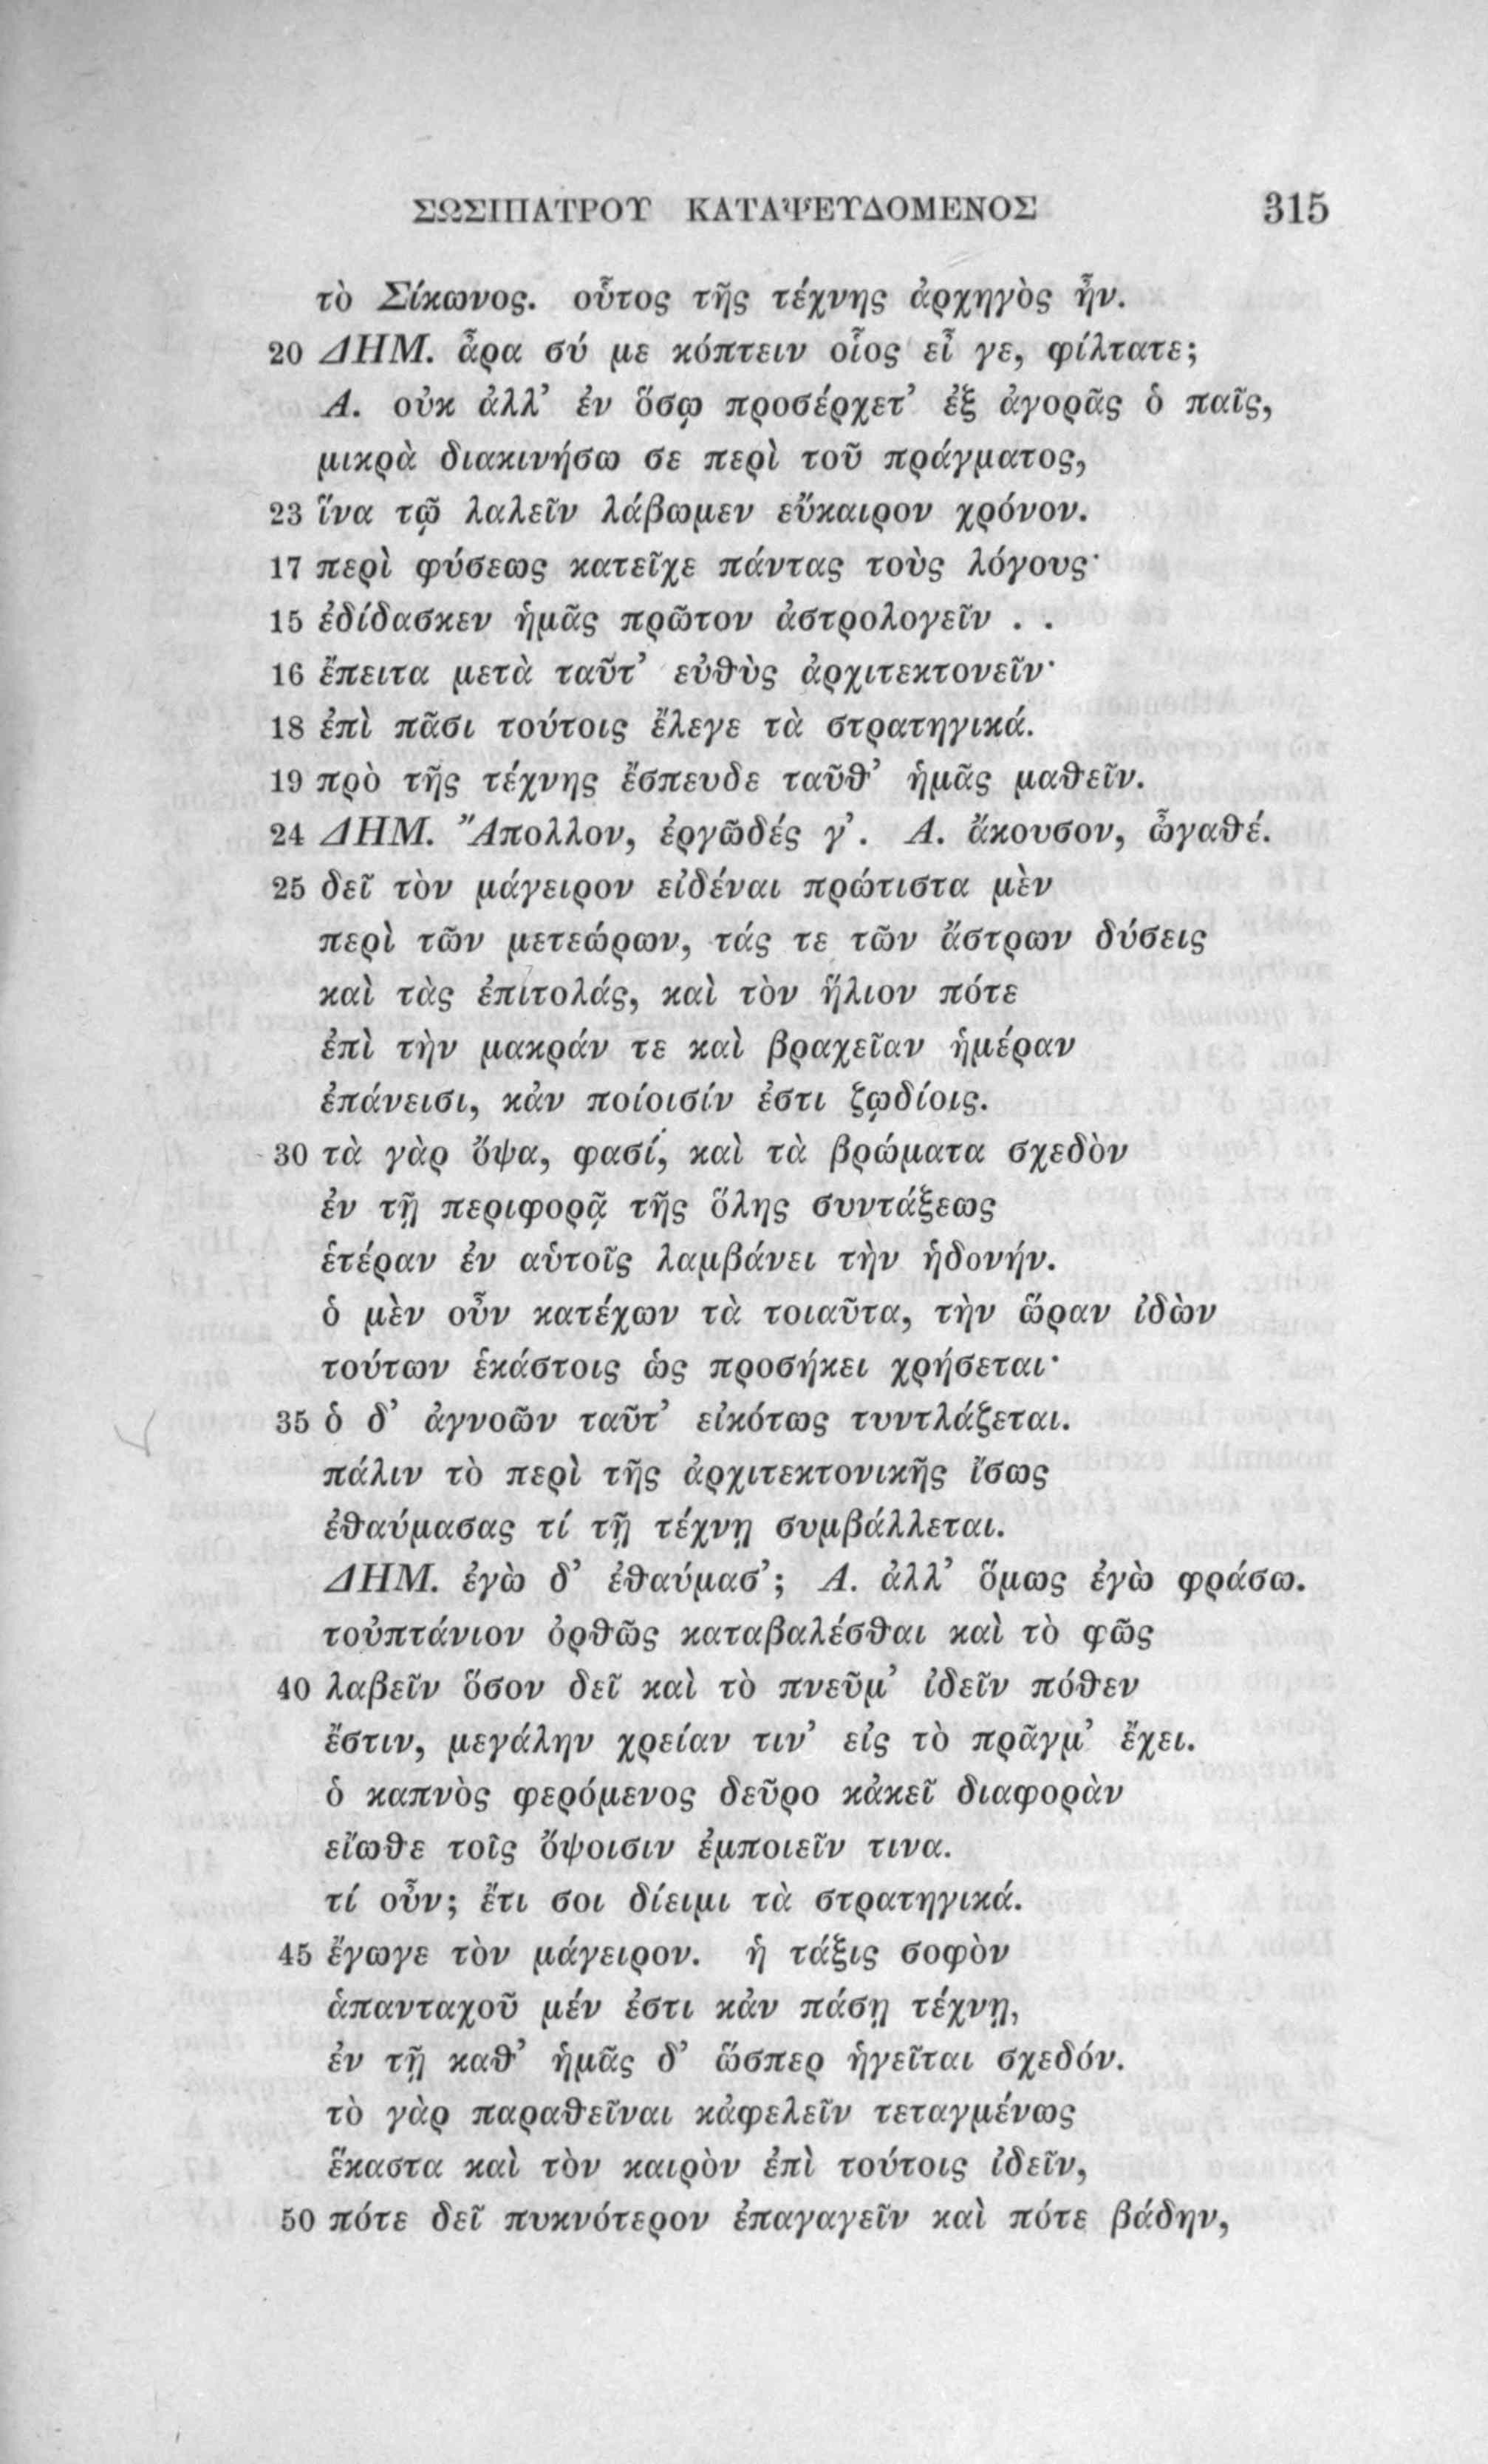 ΣΩΣΙΠΑΤΡΟΥ ΚΑΤΑΨΕΥΔΟΜΕΝΟΣ 315
τὸ Σίκωνος. οὗτος τῆς τέχνης ἀρχηγὸς ἦν.
20 ΔΗΜ. ἆρα σύ με κόπτειν οἷος εἶ γε, φίλτατε;
Α. οὐκ ἀλλ’ ἐν ὅσῳ προσέρχετ’ ἐξ ἀγορᾶς ὁ παῖς,
μικρὰ διακινήσω σε περὶ τοῦ πράγματος,
23 ἵνα τῷ λαλεῖν λάβωμεν εὔκαιρον χρόνον.
17 περὶ φύσεως κατεῖχε πάντας τοὺς λόγους·
15 ἐδίδασκεν ἡμᾶς πρῶτον ἀστρολογεῖν . .
16 ἔπειτα μετὰ ταῦτ’ εὐθὺς ἀρχιτεκτονεῖν·
18 ἐπὶ πᾶσι τούτοις ἔλεγε τὰ στρατηγικά.
19 πρὸ τῆς τέχνης ἔσπευδε ταῦθ’ ἡμᾶς μαθεῖν.
24 ΔΗΜ. Ἄπολλον, ἐργῶδές γ’. Α. ἄκουσον, ὦγαθέ.
25 δεῖ τὸν μάγειρον εἰδέναι πρώτιστα μὲν
περὶ τῶν μετεώρων, τάς τε τῶν ἄστρων δύσεις
καὶ τὰς ἐπιτολάς, καὶ τὸν ἥλιον πότε
ἐπὶ τὴν μακράν τε καὶ βραχεῖαν ἡμέραν
ἐπάνεισι, κἀν ποίοισίν ἐστι ζῳδίοις.
30 τὰ γὰρ ὄψα, φασί, καὶ τὰ βρώματα σχεδὸν
ἐν τῇ περιφορᾷ τῆς ὅλης συντάξεως
ἑτέραν ἐν αὑτοῖς λαμβάνει τὴν ἡδονήν.
ὁ μὲν οὖν κατέχων τὰ τοιαῦτα, τὴν ὥραν ἰδὼν
τούτων ἑκάστοις ὡς προσήκει χρήσεται·
35 ὁ δ’ ἀγνοῶν ταῦτ’ εἰκότως τυντλάζεται.
πάλιν τὸ περὶ τῆς ἀρχιτεκτονικῆς ἴσως
ἐθαύμασας τί τῇ τέχνῃ συμβάλλεται.
ΔΗΜ. ἐγὼ δ’ ἐθαύμασ’; Α. ἀλλ’ ὅμως ἐγὼ φράσω.
τοὐπτάνιον ὀρθῶς καταβαλέσθαι καὶ τὸ φῶς
40 λαβεῖν ὅσον δεῖ καὶ τὸ πνεῦμ’ ἰδεῖν πόθεν
ἔστιν, μεγάλην χρείαν τιν’ εἰς τὸ πρᾶγμ’ ἔχει.
ὁ καπνὸς φερόμενος δεῦρο κἀκεῖ διαφορὰν
εἴωθε τοῖς ὄψοισιν ἐμποιεῖν τινα.
τί οὖν; ἔτι σοι δίειμι τὰ στρατηγικά.
45 ἔγωγε τὸν μάγειρον. ἡ τάξις σοφὸν
ἁπανταχοῦ μέν ἐστι κἀν πάσῃ τέχνῃ,
ἐν τῇ καθ’ ἡμᾶς δ’ ὥσπερ ἡγεῖται σχεδόν.
τὸ γὰρ παραθεῖναι κἀφελεῖν τεταγμένως
ἕκαστα καὶ τὸν καιρὸν ἐπὶ τούτοις ἰδεῖν,
50 πότε δεῖ πυκνότερον ἐπαγαγεῖν καὶ πότε βάδην,